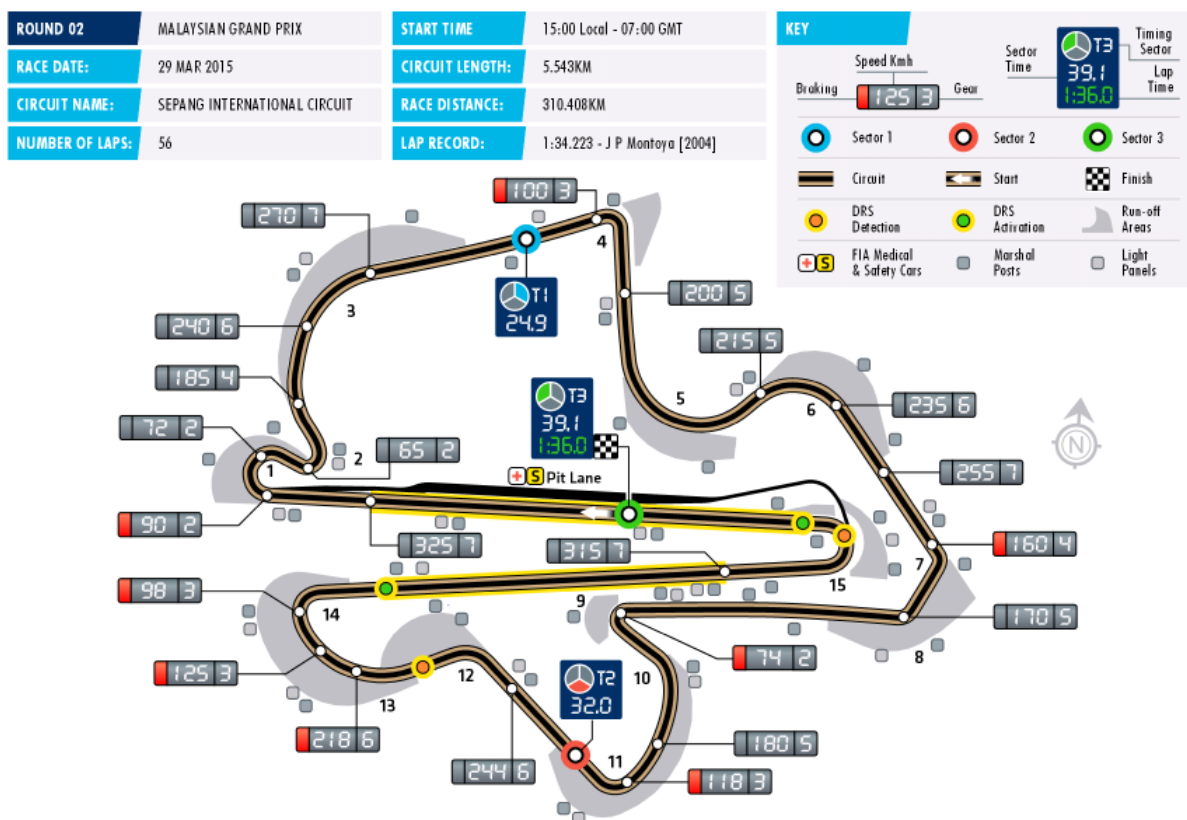 ROUND 02
MALAYSIAN GRAND PRIX
RACE DATE:
29 MAR 2015
CIRCUIT NAME:
SEPANG INTERNATIONAL CIRCUIT
NUMBER OF LAPS:
56
START TIME
15:00 Local - 07:00 GMT
CIRCUIT LENGTH:
5.543KM
RACE DISTANCE:
310.408KM
LAP RECORD:
1:34.223 - J P Montoya [2004]
KEY
Speed Kmh
Braking
125 3
Gear
Sector
Time
T3
39.1
1:36.0
Timing
Sector
Lap
Time
Sector 1
Sector 2
Sector 3
Circuit
Start
Finish
DRS
Detection
DRS
Activation
Run-off
Areas
S
FIA Medical
& Safety Cars
Marshal
Posts
Light
Panels
100 3
270 7
4
T1
24.9
200 5
3
240 6
215 5
185 4
T3
39.1
1:36.0
5
6
235 6
72 2
1
2
65 2
S Pit Lane
255 7
90 2
325 7
315 7
160 4
7
15
98 3
14
9
170 5
8
125 3
12
T2
32.0
10
74 2
13
218 6
244 6
11
180 5
118 3
N